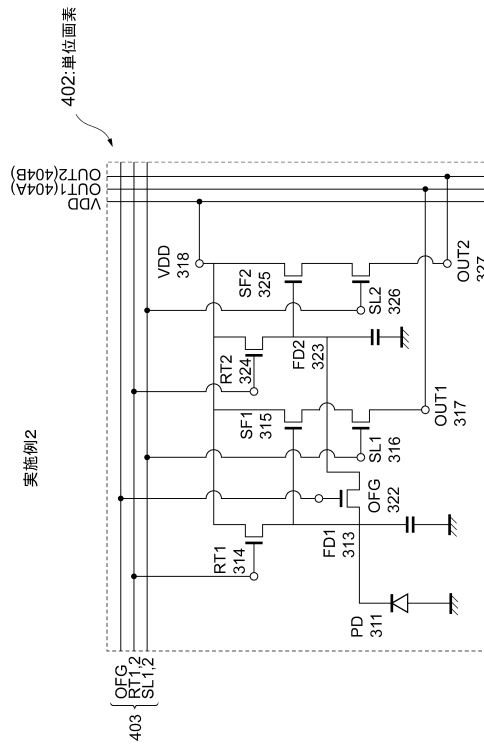 実施例2
402:単位画素
403
OFG
RT1,2
SL1,2
VDD
OUT1(404A)
OUT2(404B)
VDD
318
RT1
314
SF1
315
RT2
324
SF2
325
FD1
313
OFG
322
SL1
316
FD2
323
SL2
326
PD
311
OUT1
317
OUT2
327